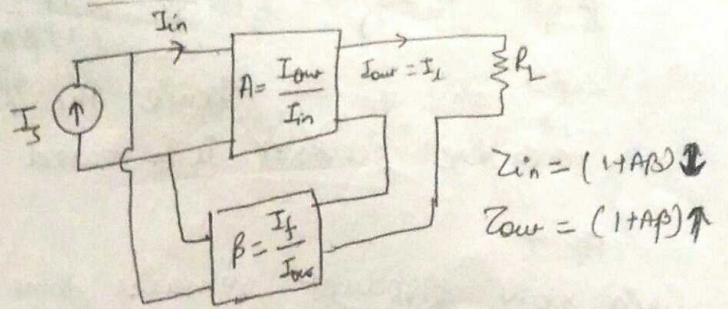 Iin
Is
A = Iout / Iin
Iout = IL
RL
β = If / Iout
Zin = (1+Aβ)↓
Zout = (1+Aβ)↑